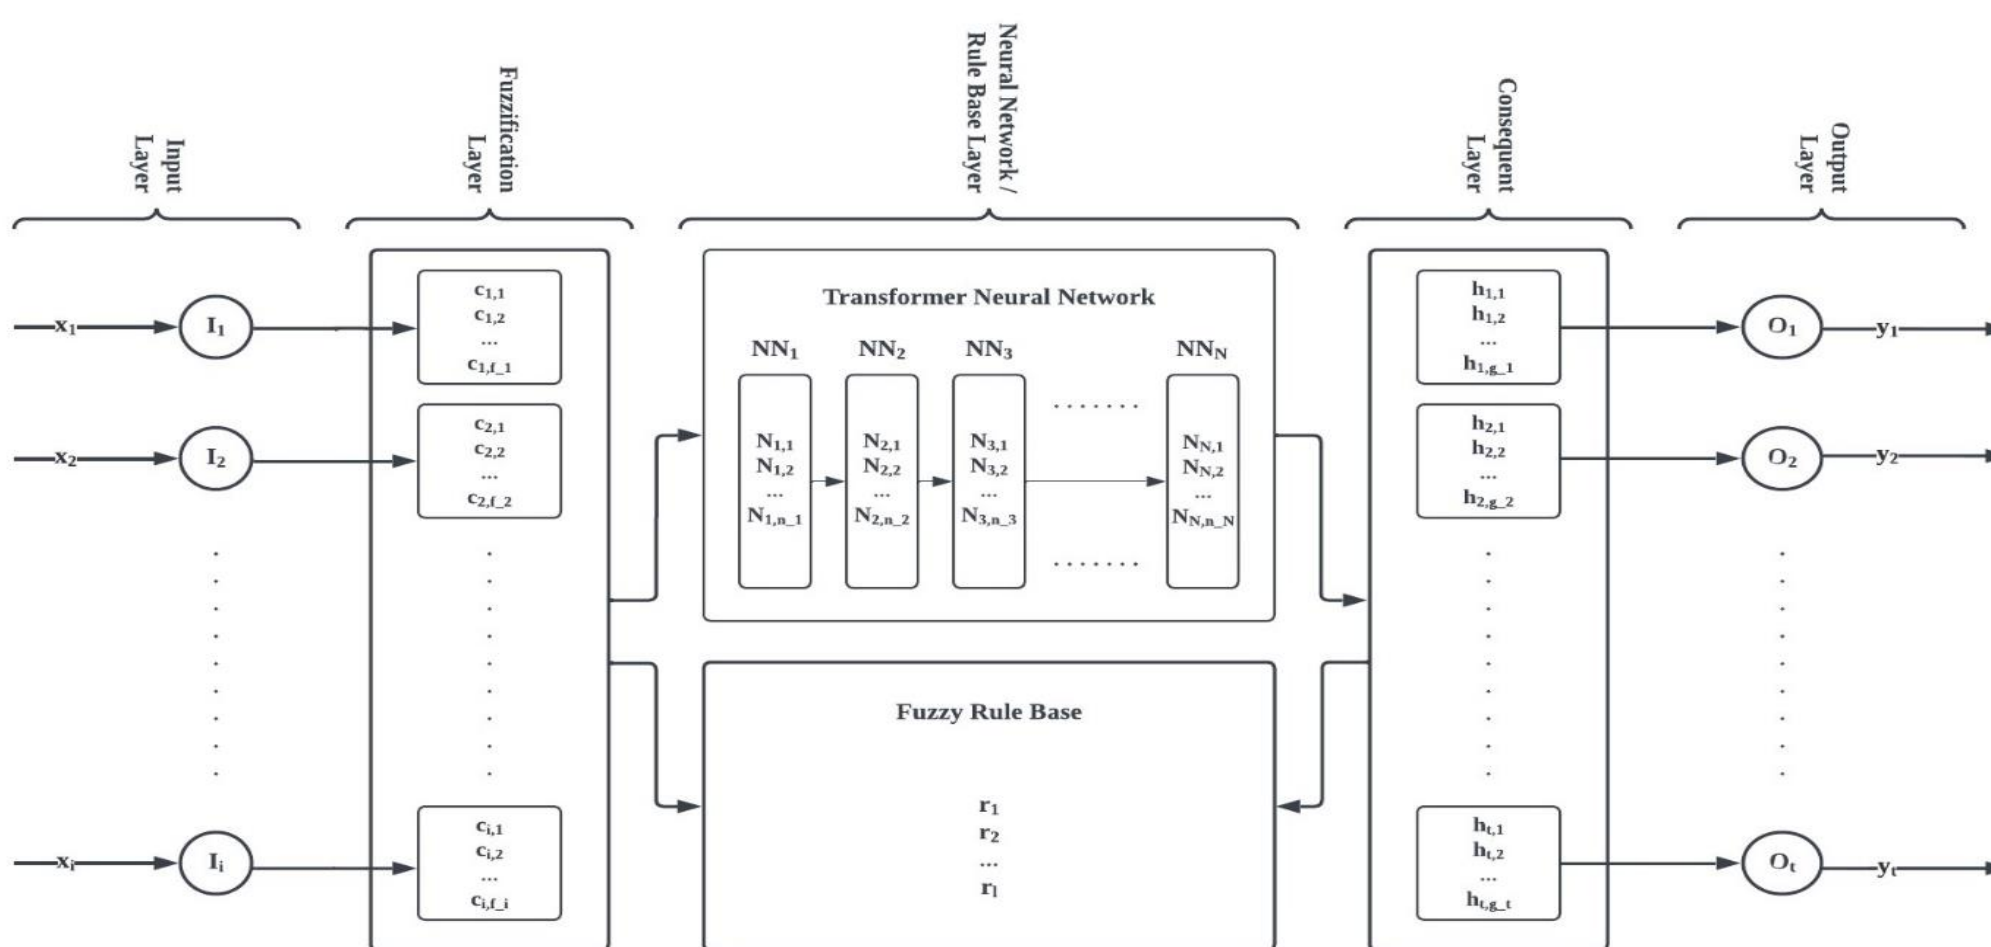 Input
Layer
Fuzzification
Layer
Neural Network /
Rule Base Layer
Consequent
Layer
Output
Layer
x₁
I₁
c₁,₁
c₁,₂
...
c₁,f_₁
x₂
I₂
c₂,₁
c₂,₂
...
c₂,f_₂
xᵢ
Iᵢ
cᵢ,₁
cᵢ,₂
...
cᵢ,f_ᵢ
Transformer Neural Network
NN₁ NN₂ NN₃ NN_N
.......
N₁,₁
N₁,₂
...
N₁,n_₁
N₂,₁
N₂,₂
...
N₂,n_₂
N₃,₁
N₃,₂
...
N₃,n_₃
N_N,₁
N_N,₂
...
N_N,n_N
.......
Fuzzy Rule Base
r₁
r₂
...
rₗ
h₁,₁
h₁,₂
...
h₁,g_₁
O₁
y₁
h₂,₁
h₂,₂
...
h₂,g_₂
O₂
y₂
hₜ,₁
hₜ,₂
...
hₜ,g_ₜ
Oₜ
yₜ